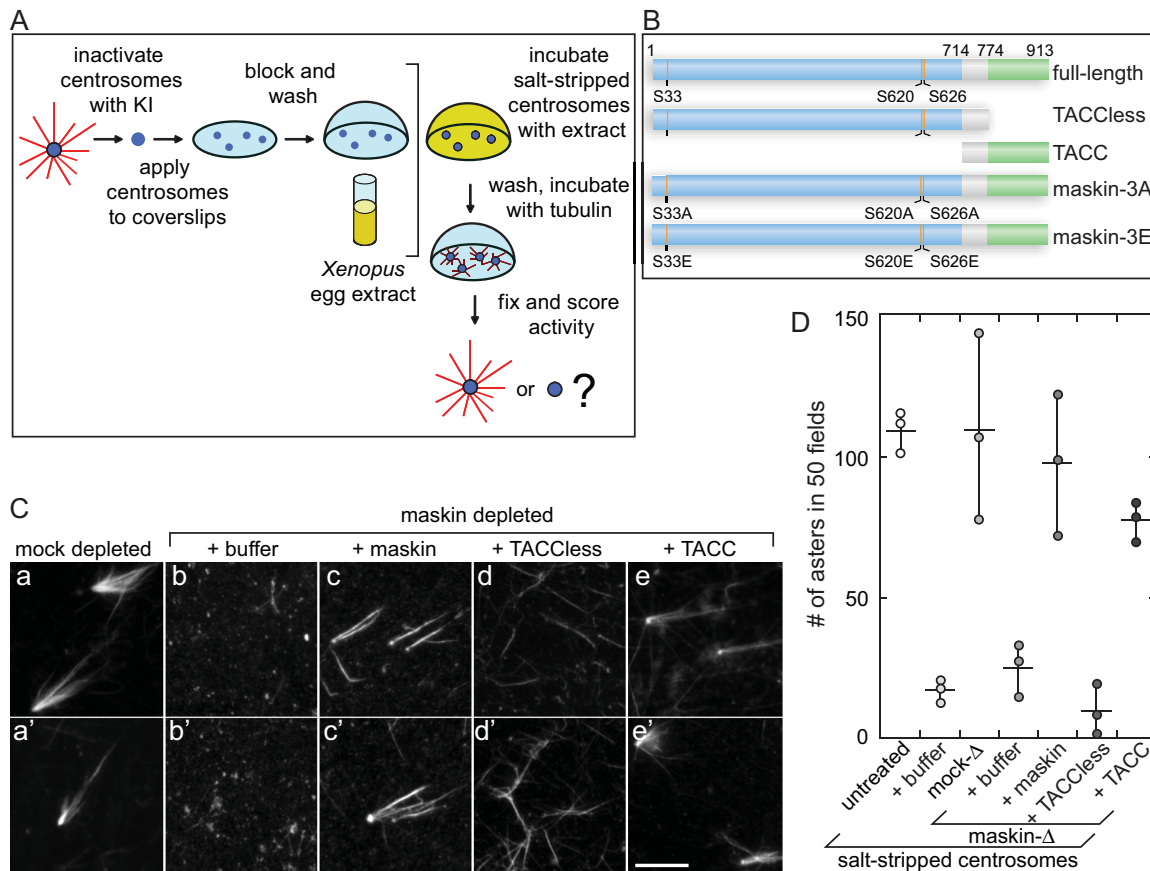 A
inactivate
centrosomes
with KI
apply
centrosomes
to coverslips
block and
wash
Xenopus
egg extract
incubate
salt-stripped
centrosomes
with extract
wash, incubate
with tubulin
fix and score
activity
or ?
B
1 714 774 913
full-length
S33 S620 S626
TACCless
TACC
maskin-3A
S33A S620A S626A
maskin-3E
S33E S620E S626E
C
maskin depleted
mock depleted + buffer + maskin + TACCless + TACC
a b c d e
a' b' c' d' e'
D
# of asters in 50 fields
150
100
50
0
untreated
+ buffer
mock-Δ
+ buffer
+ maskin
+ TACCless
+ TACC
maskin-Δ
salt-stripped centrosomes